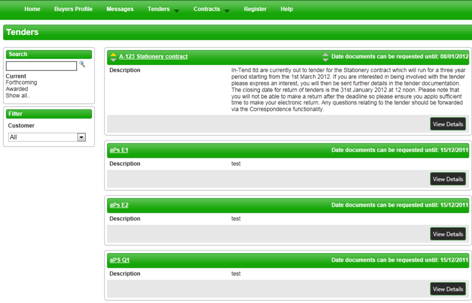 Home Buyers Profile Messages Tenders Contracts Register Help
Tenders
Search
Current
Forthcoming
Awarded
Show all..
Filter
Customer
All
A-123 Stationery contract Date documents can be requested until: 08/01/2012
Description In-Tend ltd are currently out to tender for the Stationery contract which will run for a three year
period starting from the 1st March 2012. If you are interested in being involved with the tender
please express an interest, you will then be sent further details in the tender documentation.
The closing date for return of tenders is the 31st January 2012 at 12 noon. Please note that
you will not be able to make a return after the deadline so please ensure you applo sufficient
time to make your electronic return. Any questions relating to the tender should be forwarded
via the Correspondence functionality.
View Details
aPs E1 Date documents can be requested until: 15/12/2011
Description test
View Details
aPs E2 Date documents can be requested until: 15/12/2011
Description test
View Details
aPS Q1 Date documents can be requested until: 15/12/2011
Description test
View Details